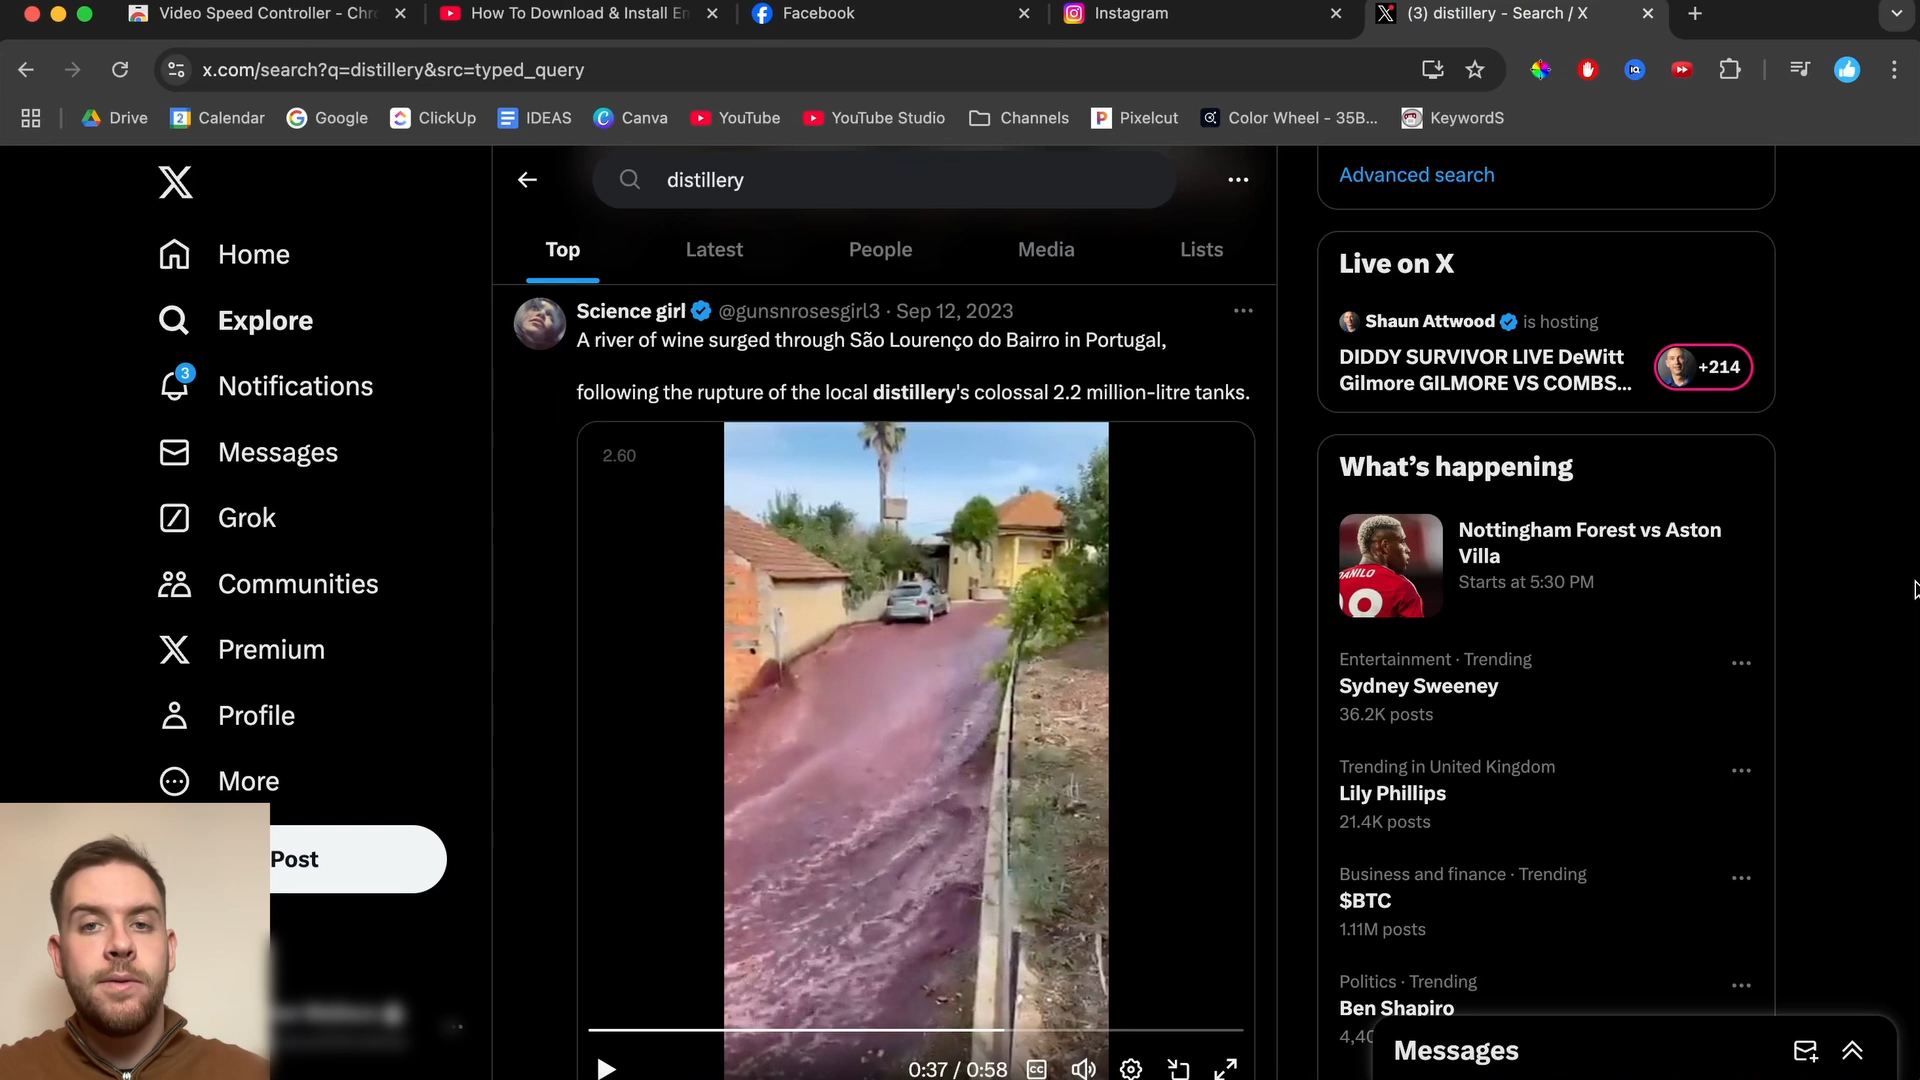 Video Speed Controller - Chr
How To Download & Install En
Facebook
Instagram
(3) distillery - Search / X
x.com/search?q=distillery&src=typed_query
Drive
Calendar
Google
ClickUp
IDEAS
Canva
YouTube
YouTube Studio
Channels
Pixelcut
Color Wheel - 35B...
KeywordS
distillery
Top
Latest
People
Media
Lists
Home
Explore
3
Notifications
Messages
Grok
Communities
Premium
Profile
More
Post
Science girl @gunsnrosesgirl3 · Sep 12, 2023
A river of wine surged through São Lourenço do Bairro in Portugal,
following the rupture of the local distillery's colossal 2.2 million-litre tanks.
2.60
0:37 / 0:58
CC
Advanced search
Live on X
Shaun Attwood is hosting
DIDDY SURVIVOR LIVE DeWitt
Gilmore GILMORE VS COMBS...
+214
What's happening
Nottingham Forest vs Aston
Villa
Starts at 5:30 PM
DANILO
Entertainment · Trending
Sydney Sweeney
36.2K posts
Trending in United Kingdom
Lily Phillips
21.4K posts
Business and finance · Trending
$BTC
1.11M posts
Politics · Trending
Ben Shapiro
4,40
Messages